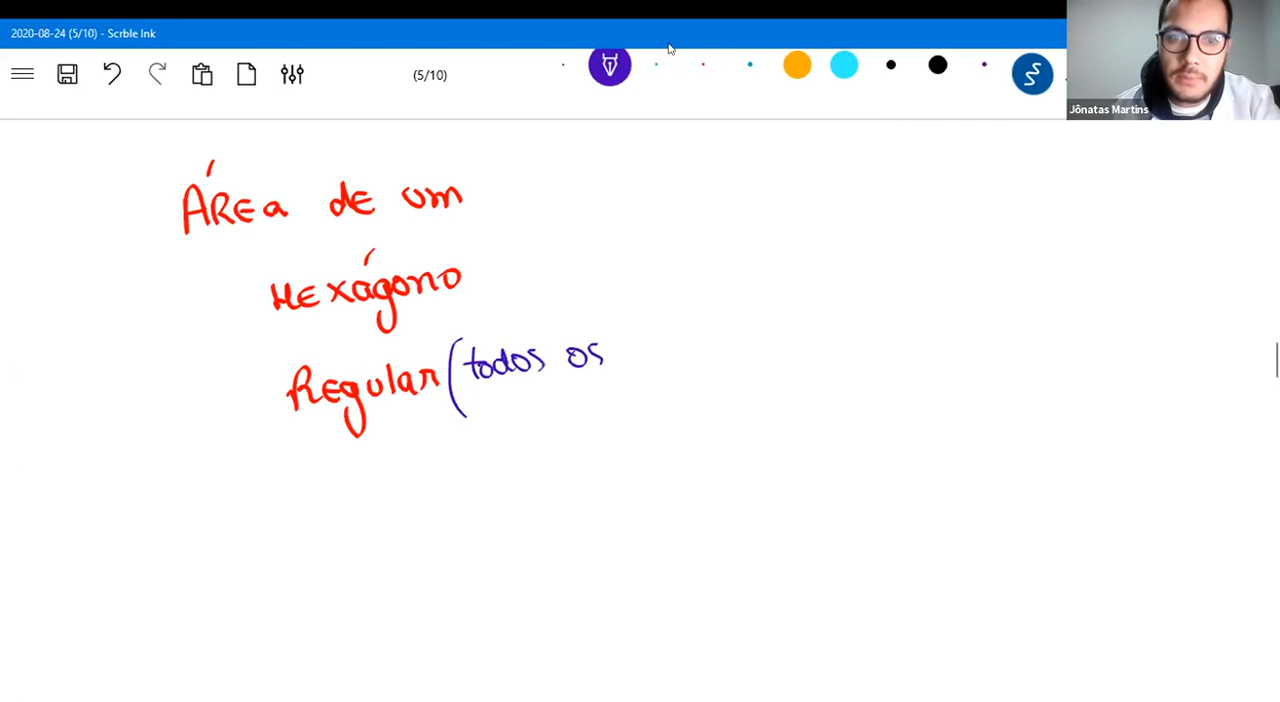 2020-08-24 (5/10) - Scrble Ink
(5/10)
Jônatas Martins
Área de um
Hexágono
Regular (todos os